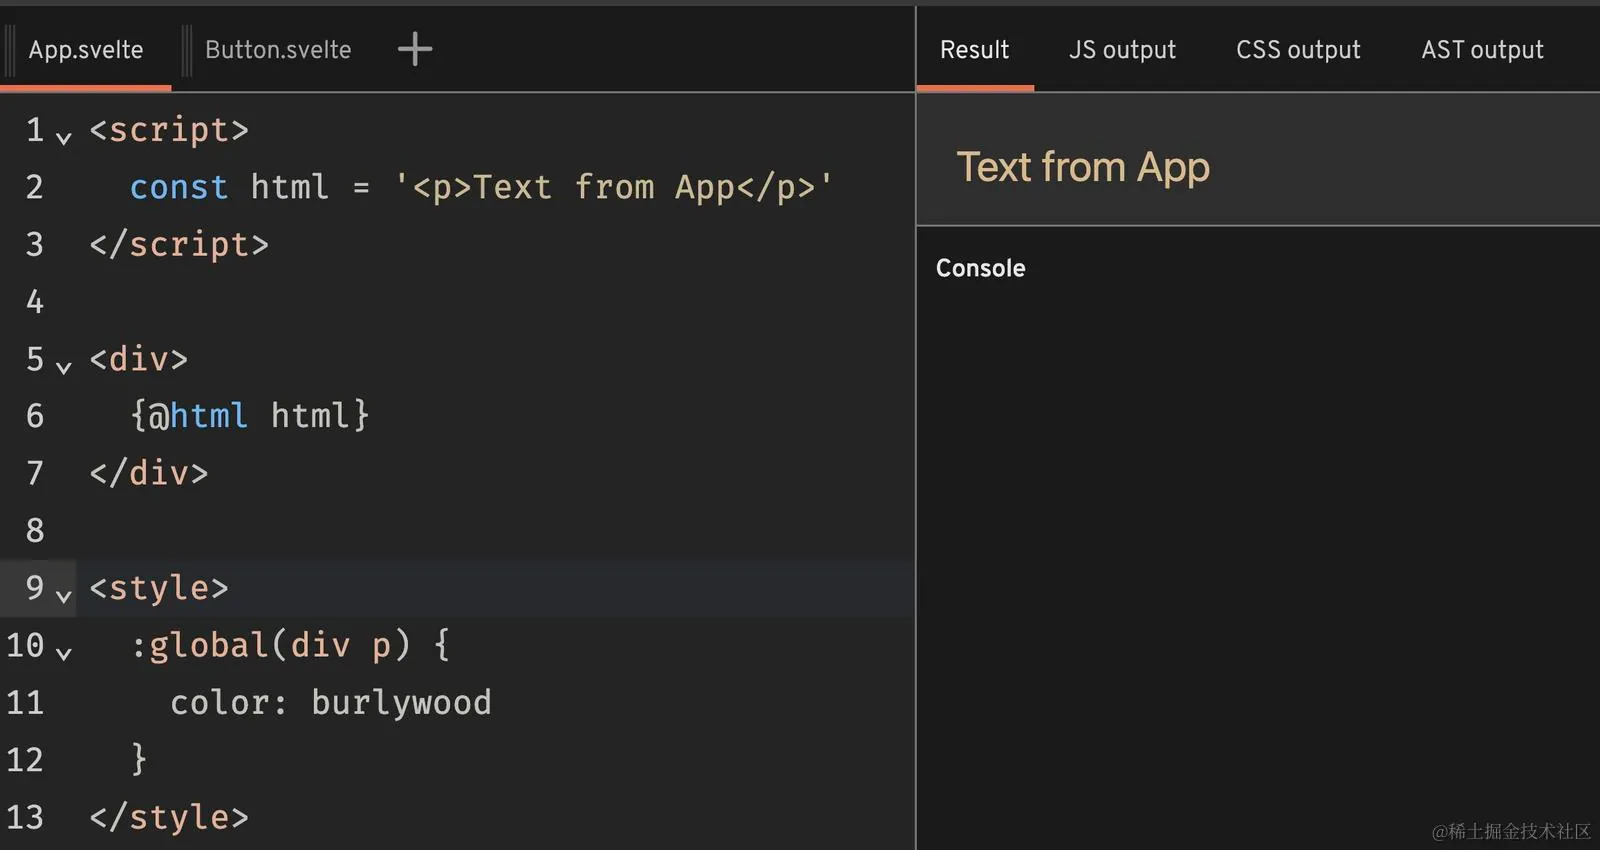 App.svelte Button.svelte +
Result JS output CSS output AST output
1 <script>
2 const html = '<p>Text from App</p>'
3 </script>
4
5 <div>
6 {@html html}
7 </div>
8
9 <style>
10 :global(div p) {
11 color: burlywood
12 }
13 </style>
Text from App
Console
@稀土掘金技术社区